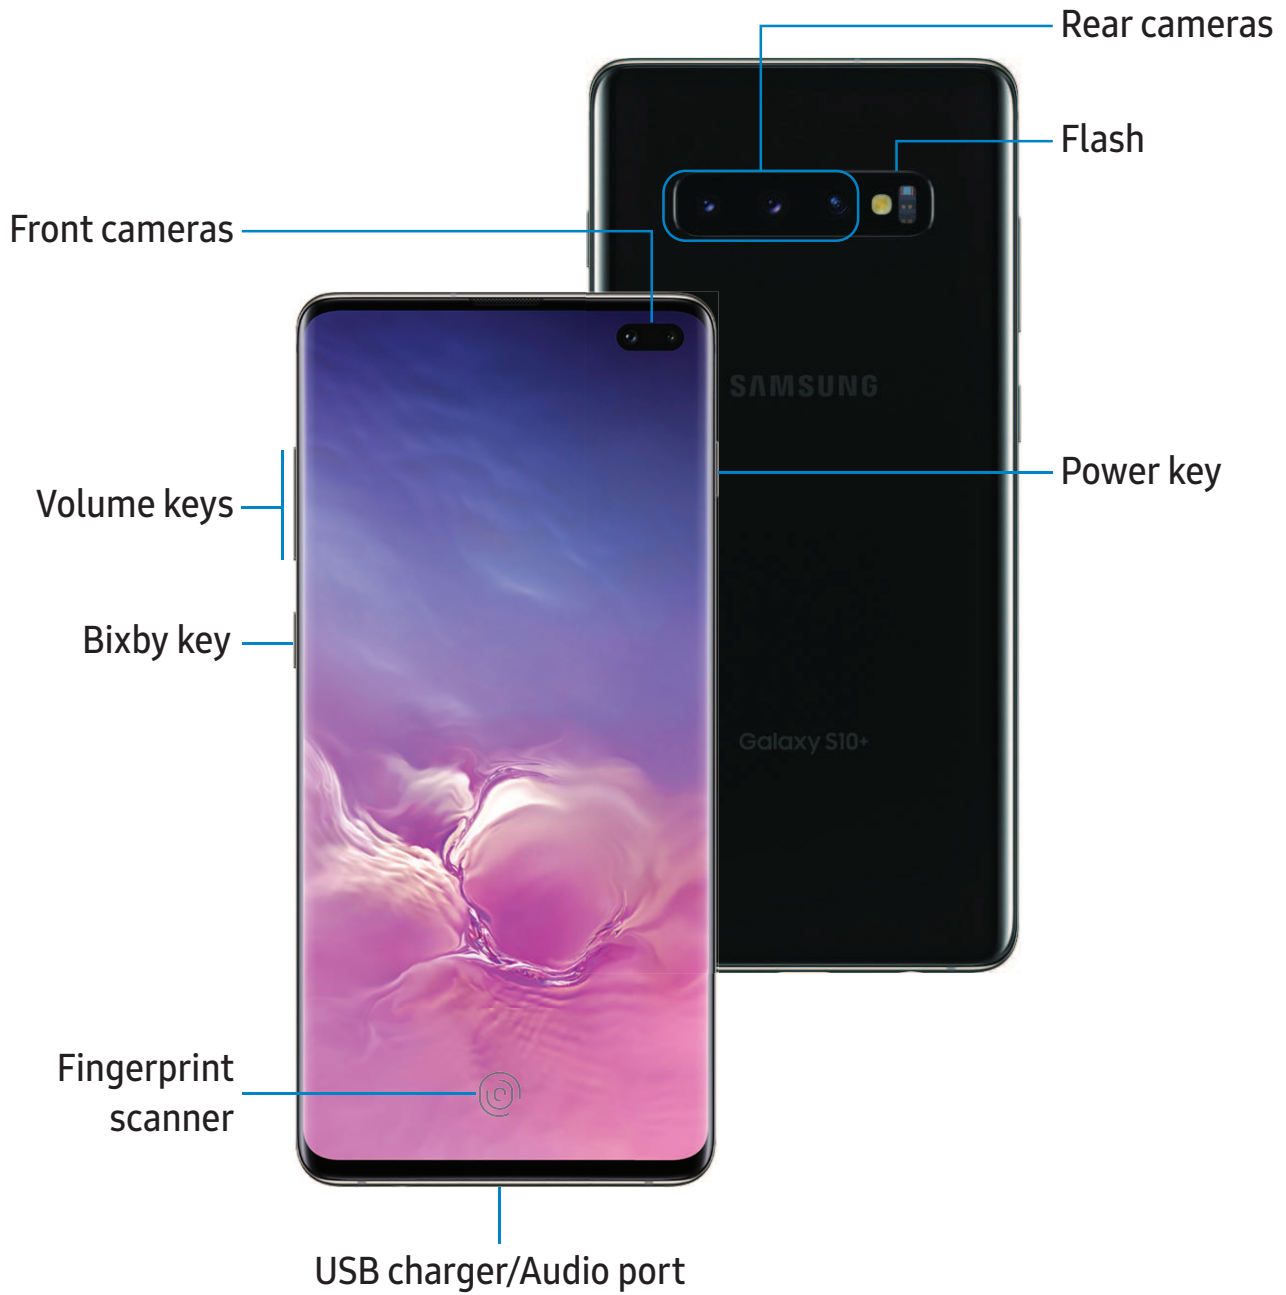 Rear cameras
Flash
Front cameras
SAMSUNG
Power key
Volume keys
Bixby key
Galaxy S10+
Fingerprint
scanner
USB charger/Audio port